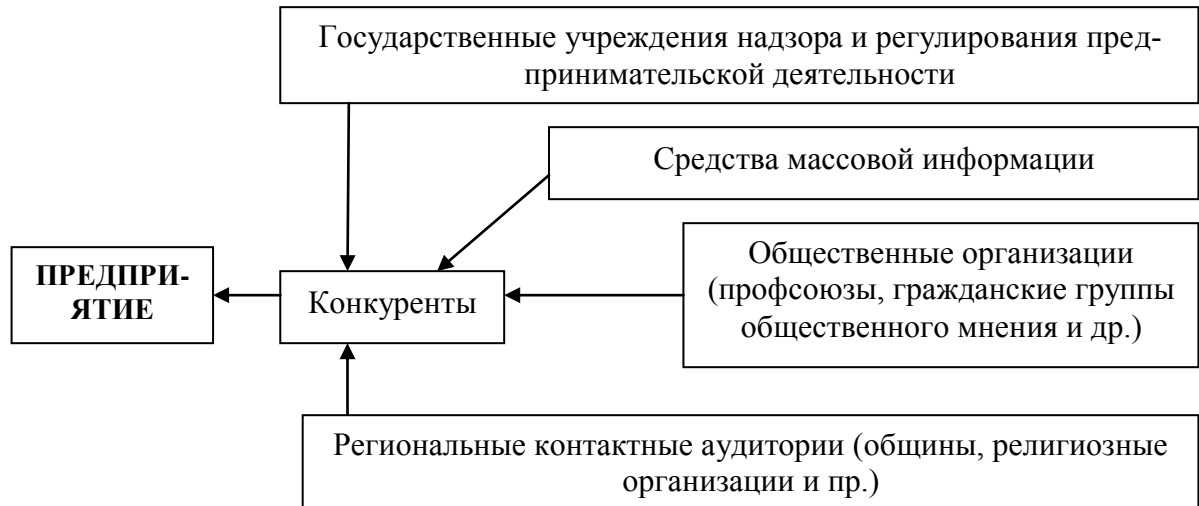 Государственные учреждения надзора и регулирования пред-
принимательской деятельности
Средства массовой информации
ПРЕДПРИ-
ЯТИЕ
Конкуренты
Общественные организации
(профсоюзы, гражданские группы
общественного мнения и др.)
Региональные контактные аудитории (общины, религиозные
организации и пр.)